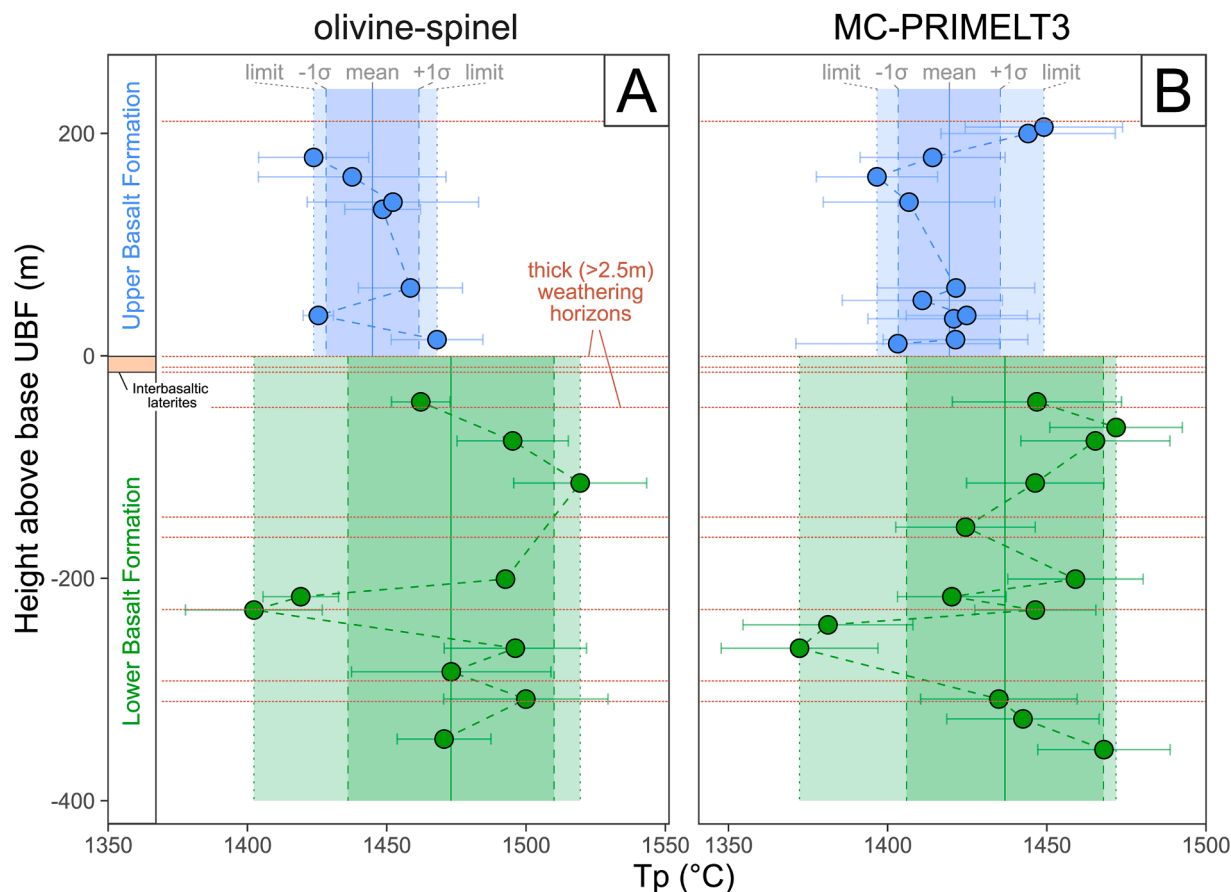 olivine-spinel
MC-PRIMELT3
limit -1σ mean +1σ limit
A
limit -1σ mean +1σ limit
B
Height above base UBF (m)
200
0
-200
-400
Upper Basalt Formation
Interbasaltic
laterites
Lower Basalt Formation
thick (>2.5m)
weathering
horizons
1350 1400 1450 1500 1550
1350 1400 1450 1500
Tp (°C)